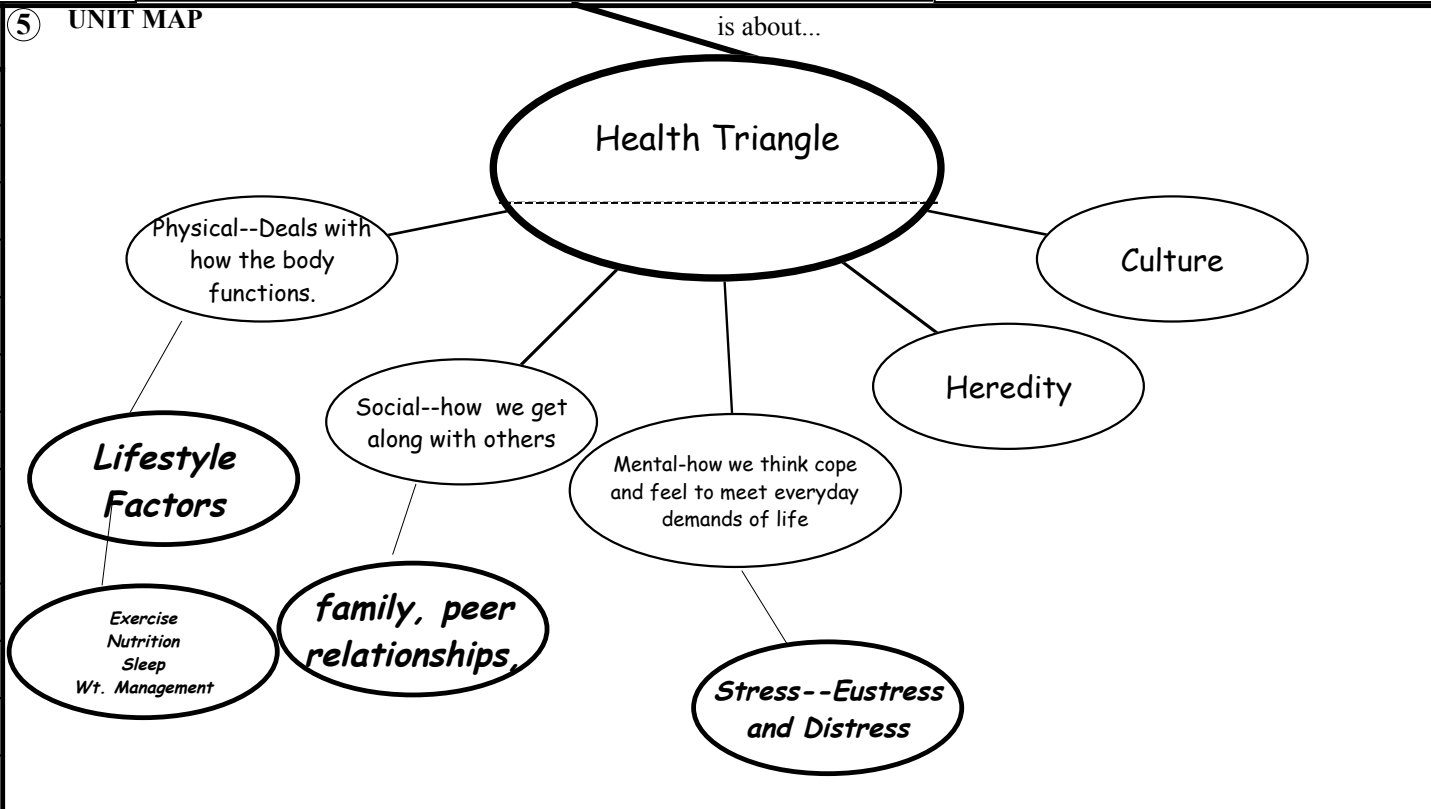 5 UNIT MAP
is about...
Health Triangle
Physical--Deals with
how the body
functions.
Culture
Heredity
Social--how we get
along with others
Mental-how we think cope
and feel to meet everyday
demands of life
Lifestyle
Factors
Exercise
Nutrition
Sleep
Wt. Management
family, peer
relationships,
Stress--Eustress
and Distress